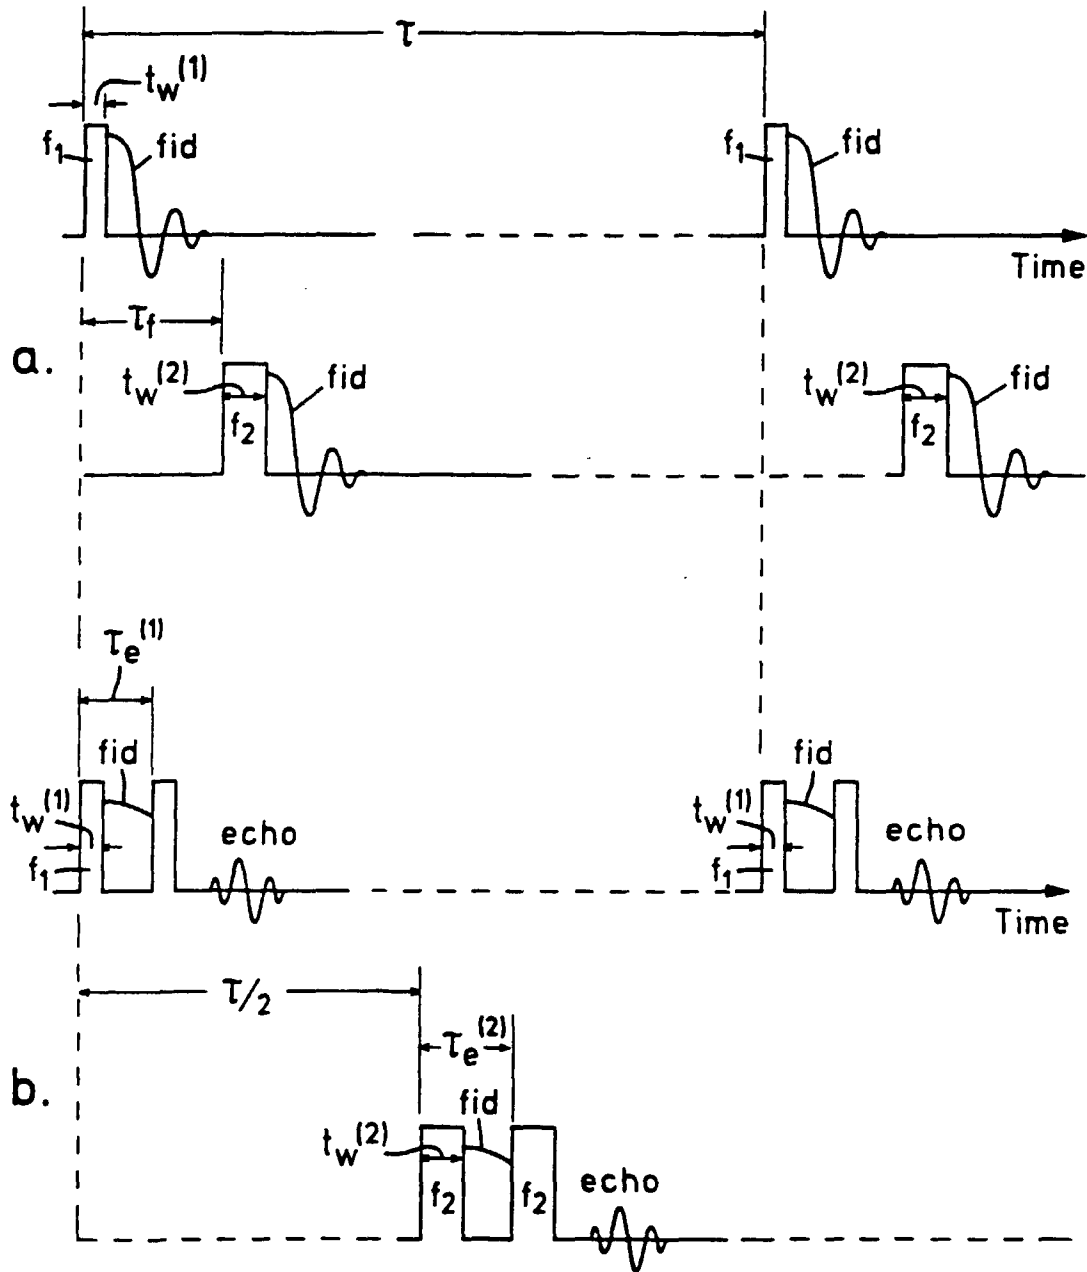 τ
t_w^(1)
f_1 fid f_1 fid
Time
τ_f
a.
t_w^(2) fid t_w^(2) fid
f_2 f_2
τ_e^(1)
fid fid
t_w^(1) echo t_w^(1) echo
f_1 f_1
Time
τ/2
τ_e^(2)
b.
fid
t_w^(2)
f_2 f_2 echo